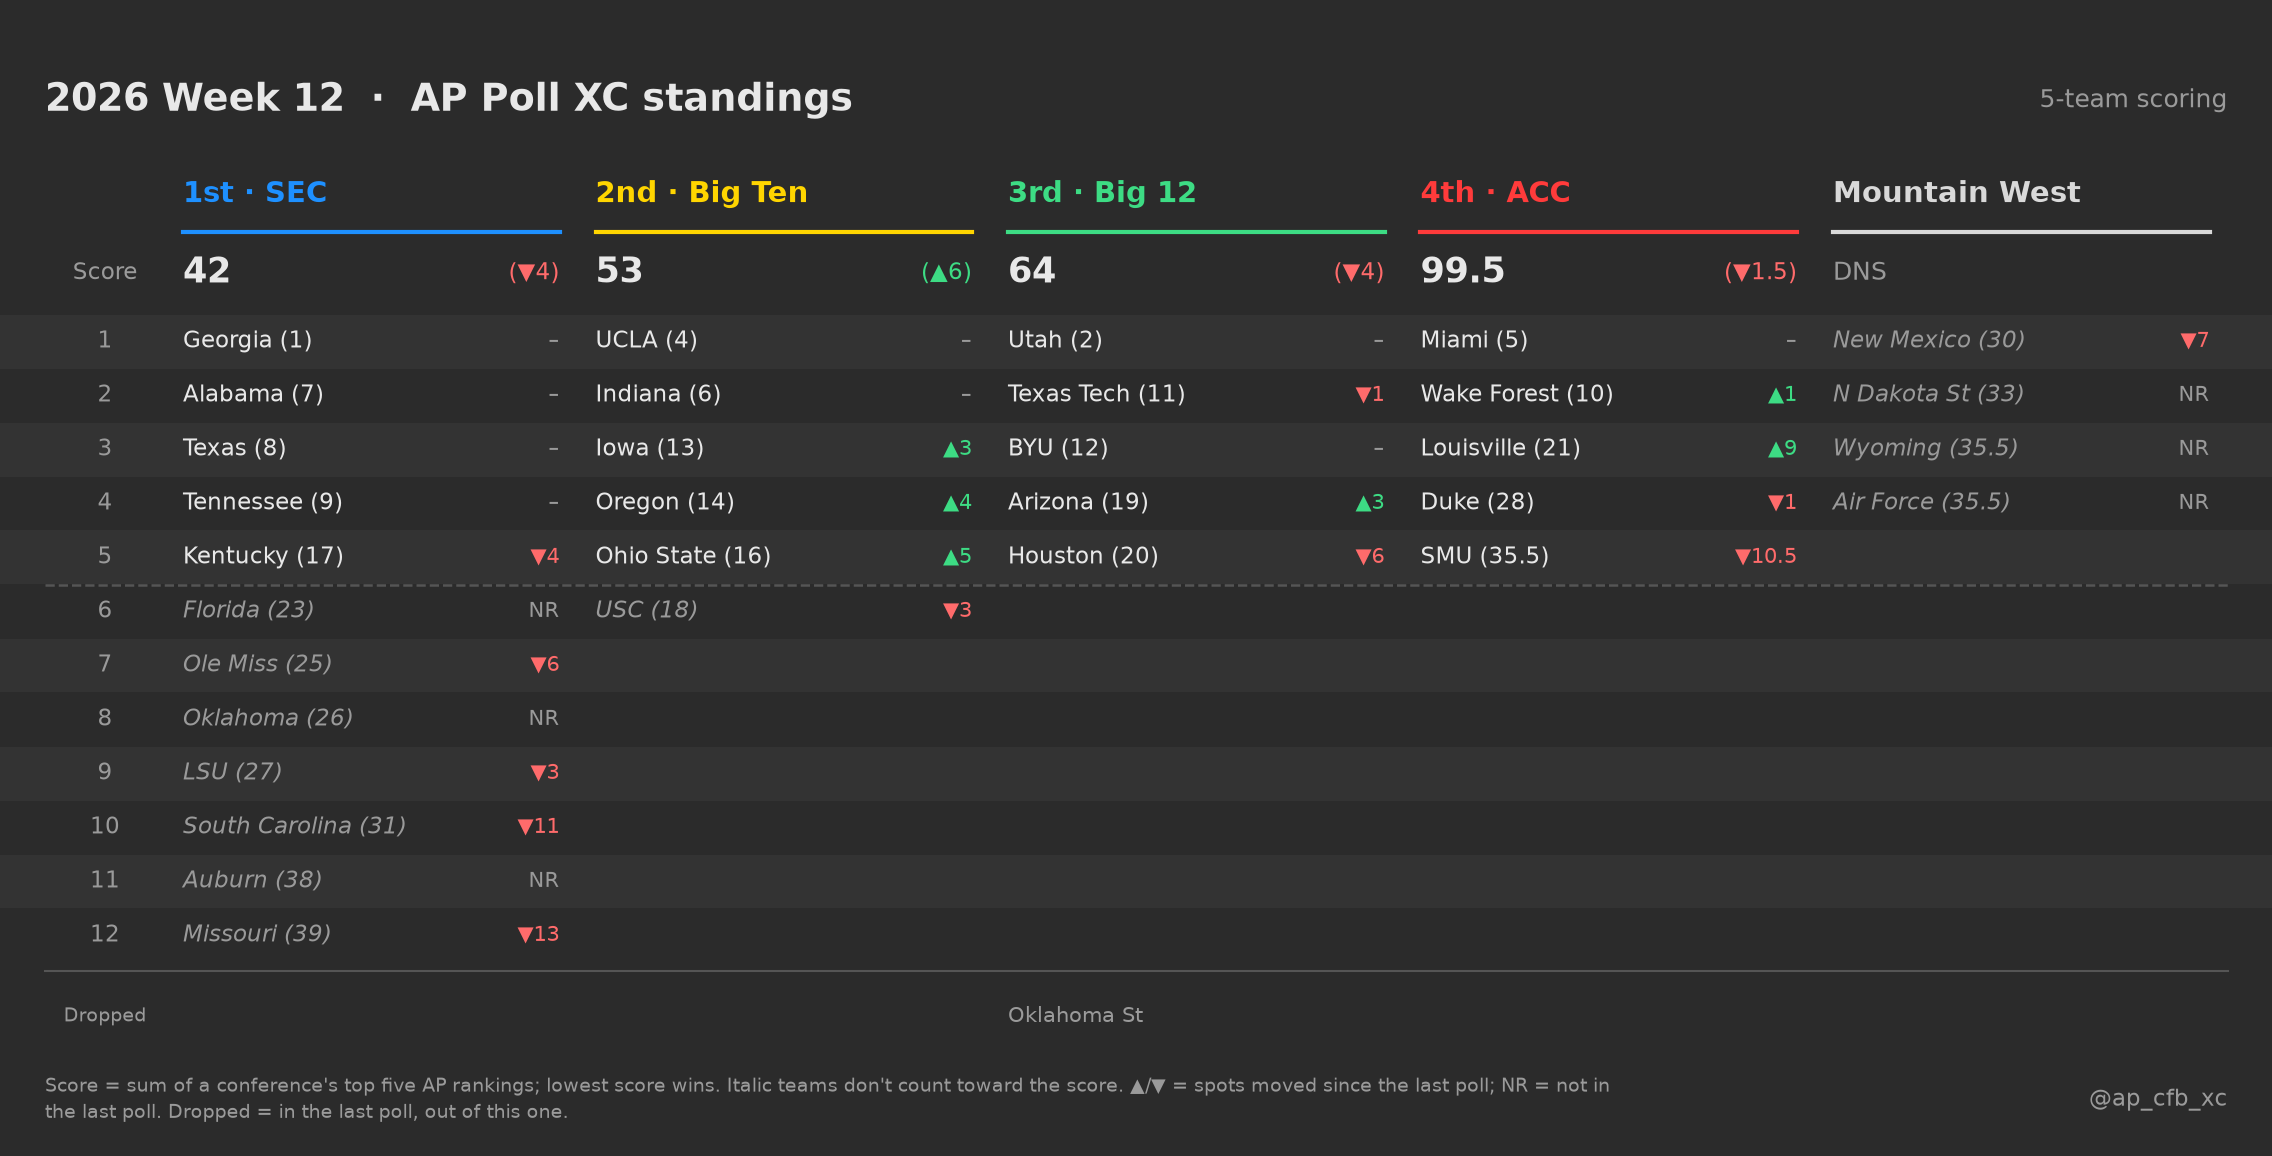 2026 Week 12 · AP Poll XC standings
5-team scoring
1st · SEC 2nd · Big Ten 3rd · Big 12 4th · ACC Mountain West
Score 42 (▼4) 53 (▲6) 64 (▼4) 99.5 (▼1.5) DNS
1 Georgia (1) – UCLA (4) – Utah (2) – Miami (5) – New Mexico (30) ▼7
2 Alabama (7) – Indiana (6) – Texas Tech (11) ▼1 Wake Forest (10) ▲1 N Dakota St (33) NR
3 Texas (8) – Iowa (13) ▲3 BYU (12) – Louisville (21) ▲9 Wyoming (35.5) NR
4 Tennessee (9) – Oregon (14) ▲4 Arizona (19) ▲3 Duke (28) ▼1 Air Force (35.5) NR
5 Kentucky (17) ▼4 Ohio State (16) ▲5 Houston (20) ▼6 SMU (35.5) ▼10.5
6 Florida (23) NR USC (18) ▼3
7 Ole Miss (25) ▼6
8 Oklahoma (26) NR
9 LSU (27) ▼3
10 South Carolina (31) ▼11
11 Auburn (38) NR
12 Missouri (39) ▼13
Dropped Oklahoma St
Score = sum of a conference's top five AP rankings; lowest score wins. Italic teams don't count toward the score. ▲/▼ = spots moved since the last poll; NR = not in
the last poll. Dropped = in the last poll, out of this one.
@ap_cfb_xc